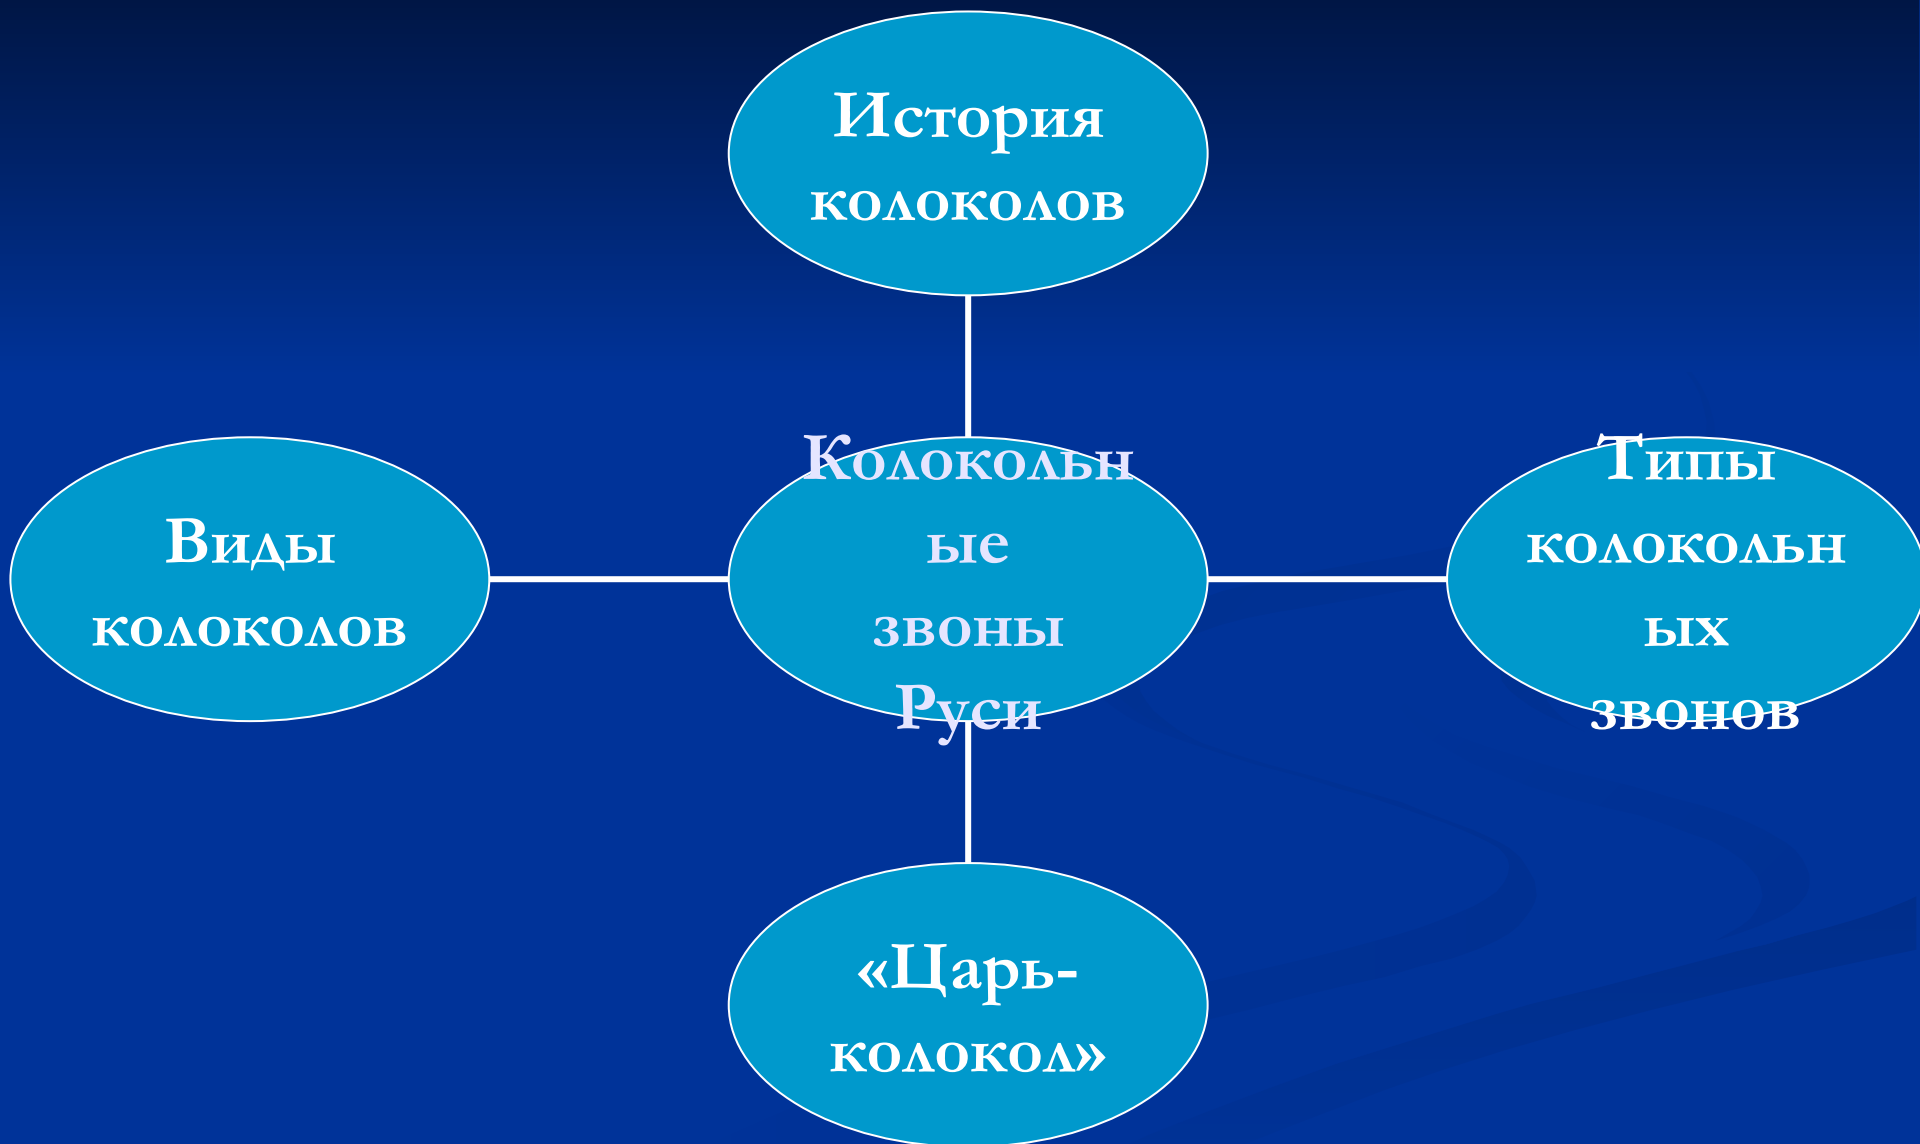 История
колоколов
Виды
колоколов
Колокольн
ые
звоны
Руси
Типы
колокольн
ых
звонов
«Царь-
колокол»